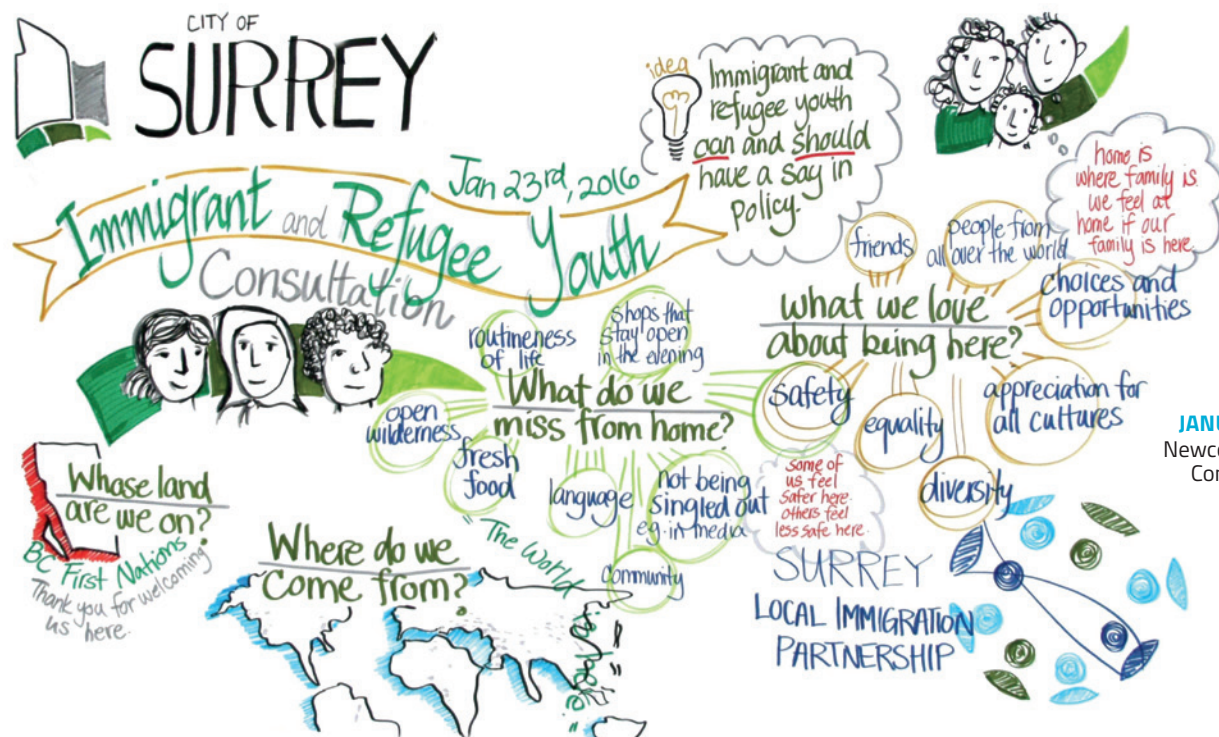 CITY OF
SURREY
Jan 23rd, 2016
Immigrant and Refugee Youth
Consultation
idea
Immigrant and
refugee youth
can and should
have a say in
policy.
home is
where family is.
we feel at
home if our
family is here.
What we love
about being here?
friends
people from
all over the world
choices and
opportunities
safety
equality
diversity
appreciation for
all cultures
What do we
miss from home?
routineness
of life
shops that
stay open
in the evening
open
wilderness
fresh
food
language
community
not being
singled out
eg. in media
some of
us feel
safer here.
others feel
less safe here.
Whose land
are we on?
BC First Nations
Thank you for welcoming
us here.
Where do we
come from?
"The World
is here"
SURREY
LOCAL IMMIGRATION
PARTNERSHIP
JANU
Newco
Con